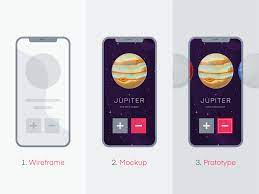 JUPITER
JUPITER
1. Wireframe
2. Mockup
3. Prototype